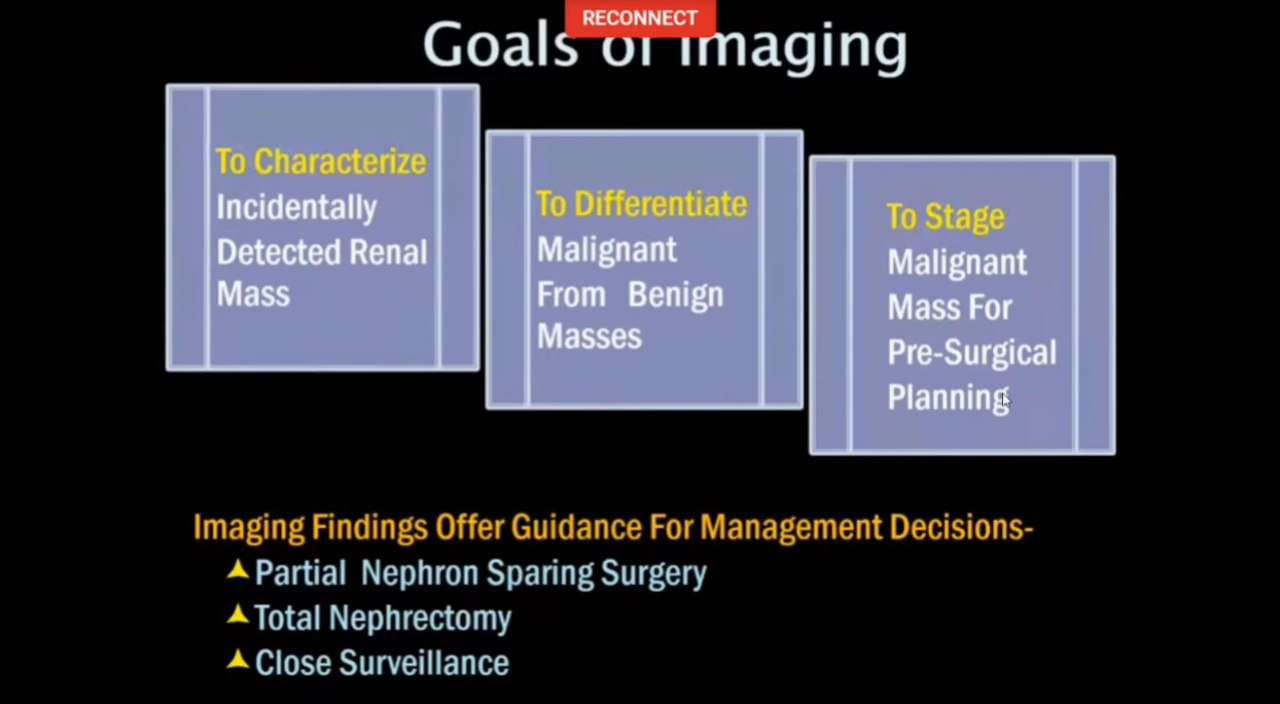 RECONNECT
Goals of Imaging
To Characterize
Incidentally
Detected Renal
Mass
To Differentiate
Malignant
From Benign
Masses
To Stage
Malignant
Mass For
Pre-Surgical
Planning
Imaging Findings Offer Guidance For Management Decisions-
Partial Nephron Sparing Surgery
Total Nephrectomy
Close Surveillance